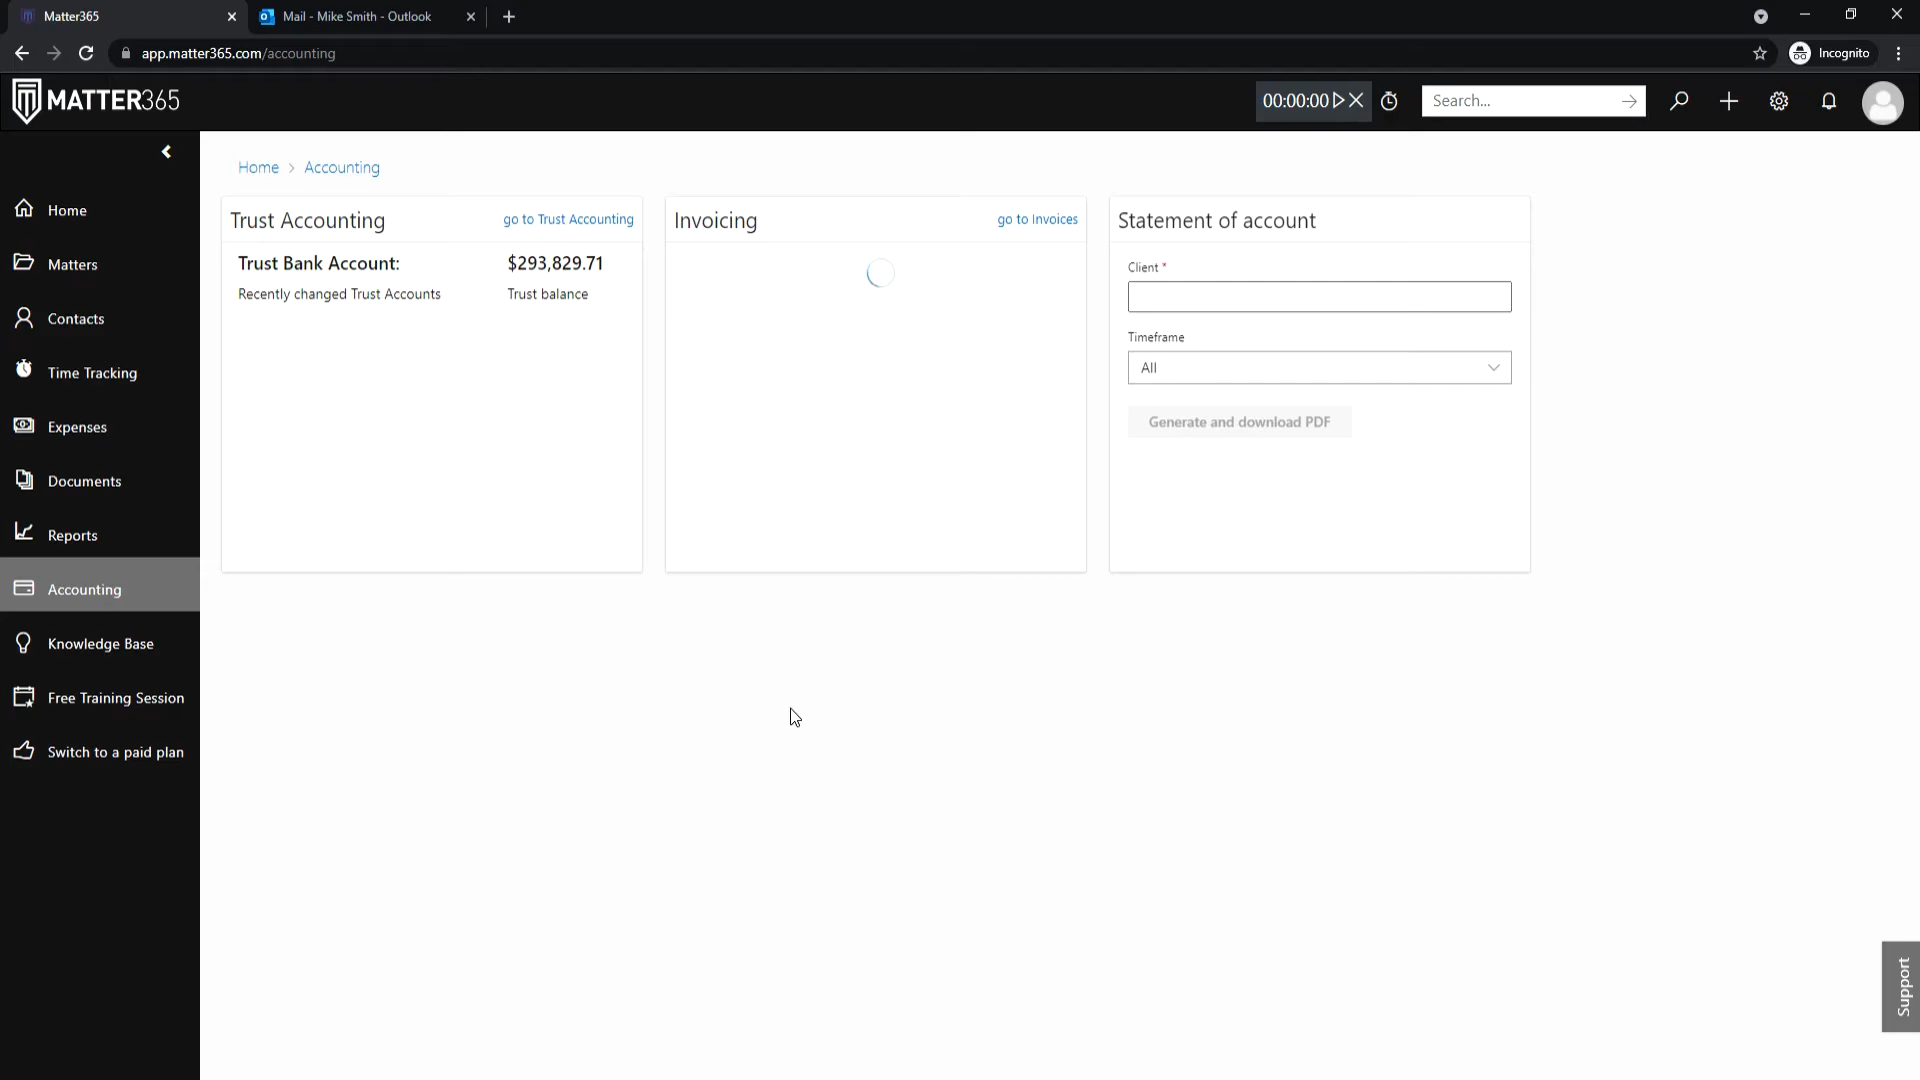 Matter365
Mail - Mike Smith - Outlook
app.matter365.com/accounting
Incognito
MATTER365
00:00:00
Search...
Home
Matters
Contacts
Time Tracking
Expenses
Documents
Reports
Accounting
Knowledge Base
Free Training Session
Switch to a paid plan
Home > Accounting
Trust Accounting
go to Trust Accounting
Trust Bank Account: $293,829.71
Recently changed Trust Accounts Trust balance
Invoicing
go to Invoices
Statement of account
Client *
Timeframe
All
Generate and download PDF
Support